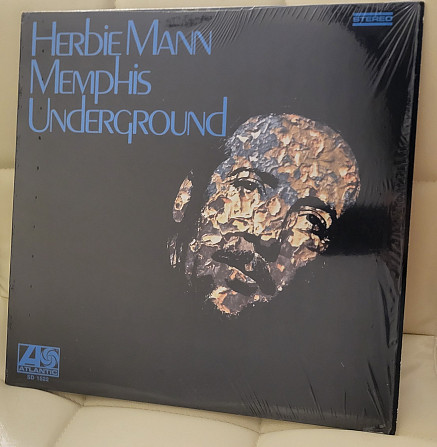 STEREO
HERBIE MANN
MEMPHIS
UNDERGROUND
ATLANTIC
SD 1522